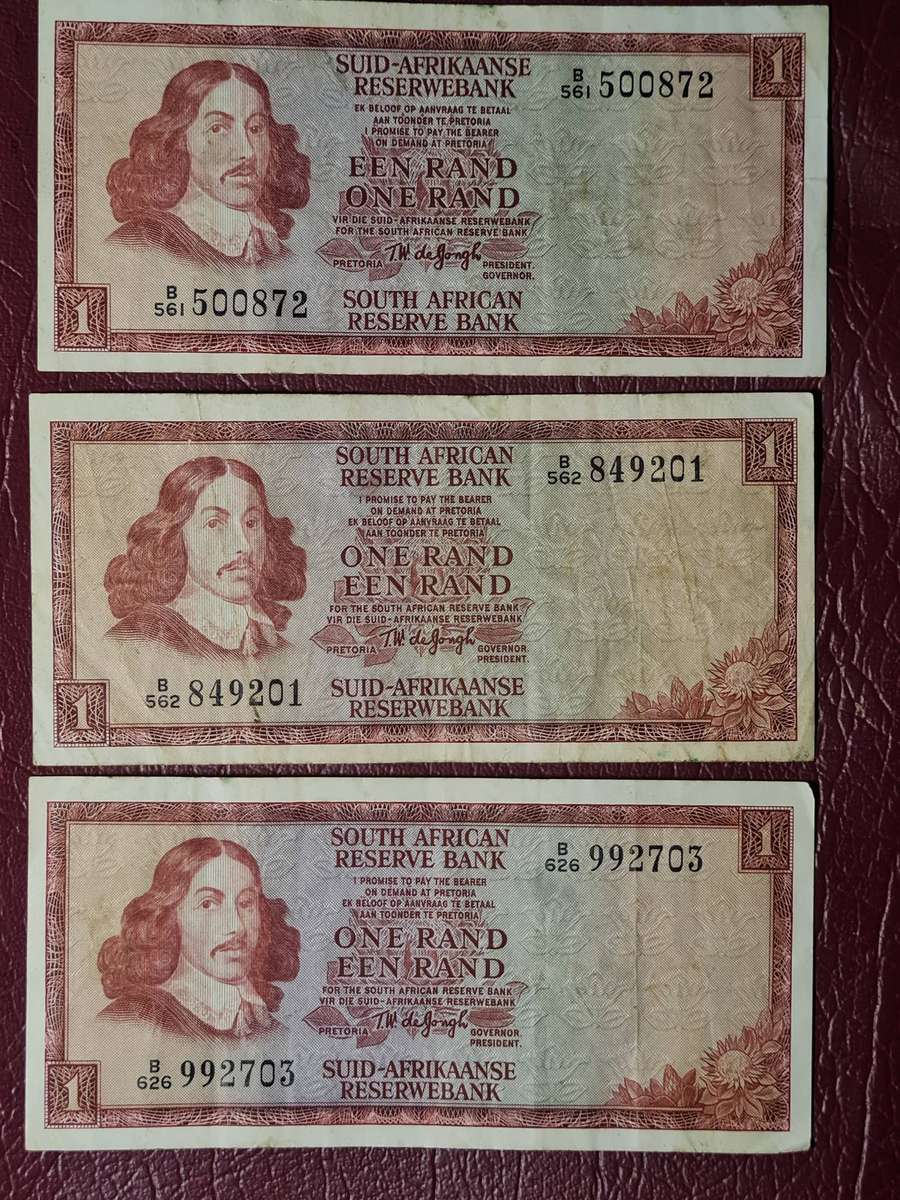 1
SUID-AFRIKAANSE
RESERWEBANK
B
561 500872
EK BELOOF OP AANVRAAG TE BETAAL
AAN TOONDER TE PRETORIA
I PROMISE TO PAY THE BEARER
ON DEMAND AT PRETORIA
EEN RAND
ONE RAND
VIR DIE SUID-AFRIKAANSE RESERWEBANK
FOR THE SOUTH AFRICAN RESERVE BANK
T.W. de Jongh
PRETORIA PRESIDENT.
GOVERNOR.
B
561 500872
SOUTH AFRICAN
RESERVE BANK
1
1
SOUTH AFRICAN
RESERVE BANK
B
562 849201
I PROMISE TO PAY THE BEARER
ON DEMAND AT PRETORIA
EK BELOOF OP AANVRAAG TE BETAAL
AAN TOONDER TE PRETORIA
ONE RAND
EEN RAND
FOR THE SOUTH AFRICAN RESERVE BANK
VIR DIE SUID-AFRIKAANSE RESERWEBANK
T.W. de Jongh
PRETORIA GOVERNOR.
PRESIDENT.
B
562 849201
SUID-AFRIKAANSE
RESERWEBANK
1
1
SOUTH AFRICAN
RESERVE BANK
B
626 992703
I PROMISE TO PAY THE BEARER
ON DEMAND AT PRETORIA
EK BELOOF OP AANVRAAG TE BETAAL
AAN TOONDER TE PRETORIA
ONE RAND
EEN RAND
FOR THE SOUTH AFRICAN RESERVE BANK
VIR DIE SUID-AFRIKAANSE RESERWEBANK
T.W. de Jongh
PRETORIA GOVERNOR.
PRESIDENT.
B
626 992703
SUID-AFRIKAANSE
RESERWEBANK
1